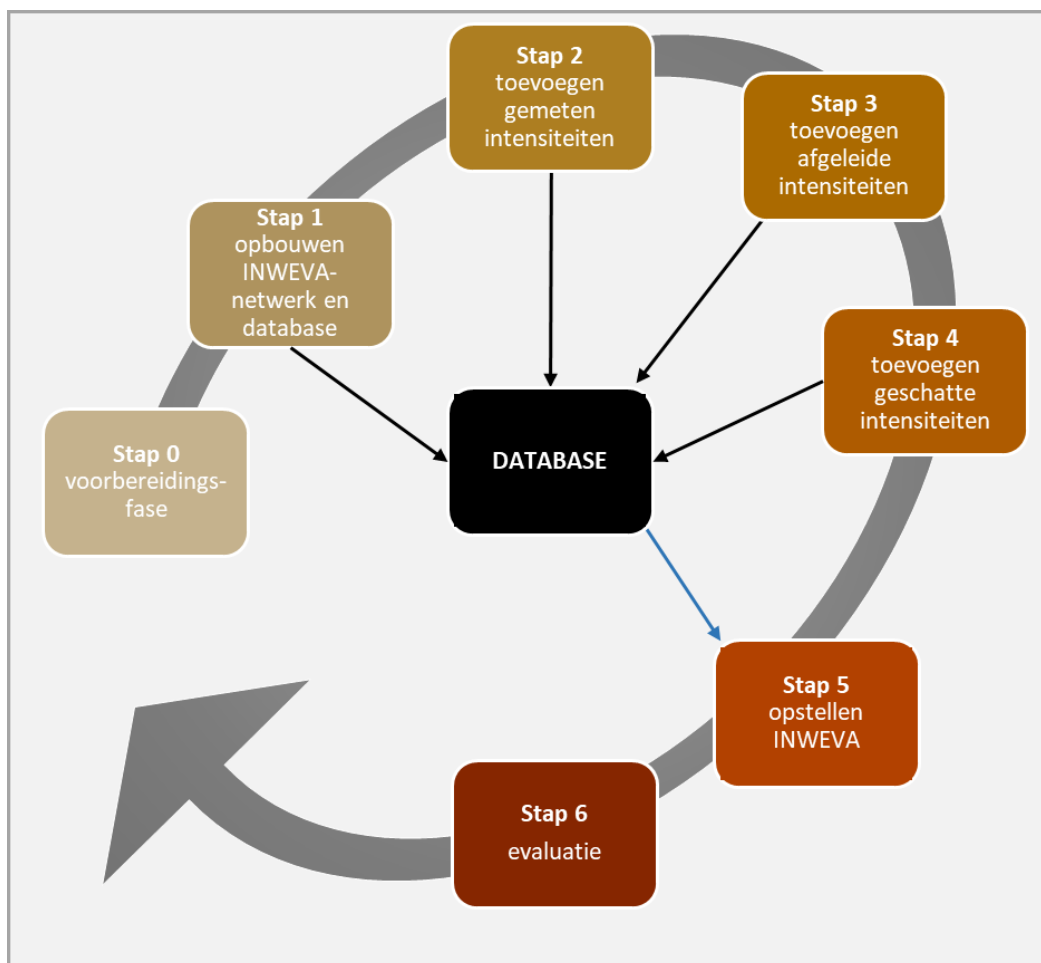 Stap 0
voorbereidings-
fase
Stap 1
opbouwen
INWEVA-
netwerk en
database
Stap 2
toevoegen
gemeten
intensiteiten
Stap 3
toevoegen
afgeleide
intensiteiten
Stap 4
toevoegen
geschatte
intensiteiten
DATABASE
Stap 5
opstellen
INWEVA
Stap 6
evaluatie